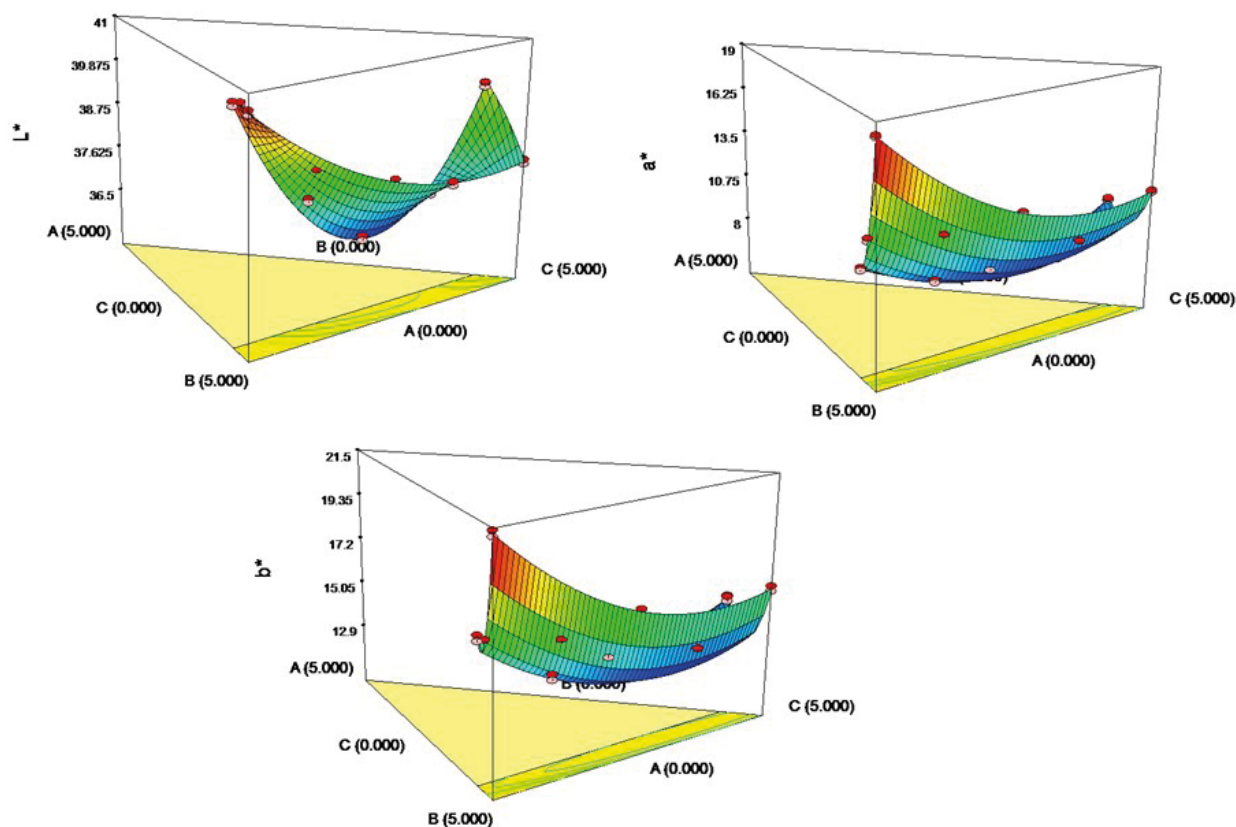 41
39.875
38.75
37.625
36.5
L*
A (5.000)
B (0.000)
C (5.000)
C (0.000)
A (0.000)
B (5.000)
19
16.25
13.5
10.75
8
a*
A (5.000)
C (5.000)
C (0.000)
A (0.000)
B (5.000)
21.5
19.35
17.2
15.05
12.9
b*
A (5.000)
B (0.000)
C (5.000)
C (0.000)
A (0.000)
B (5.000)